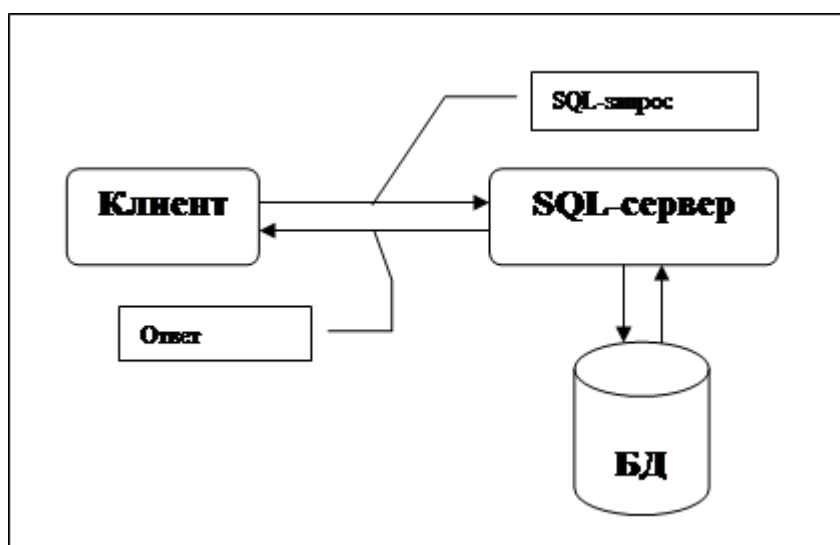 SQL-запрос
Клиент
SQL-сервер
Ответ
БД